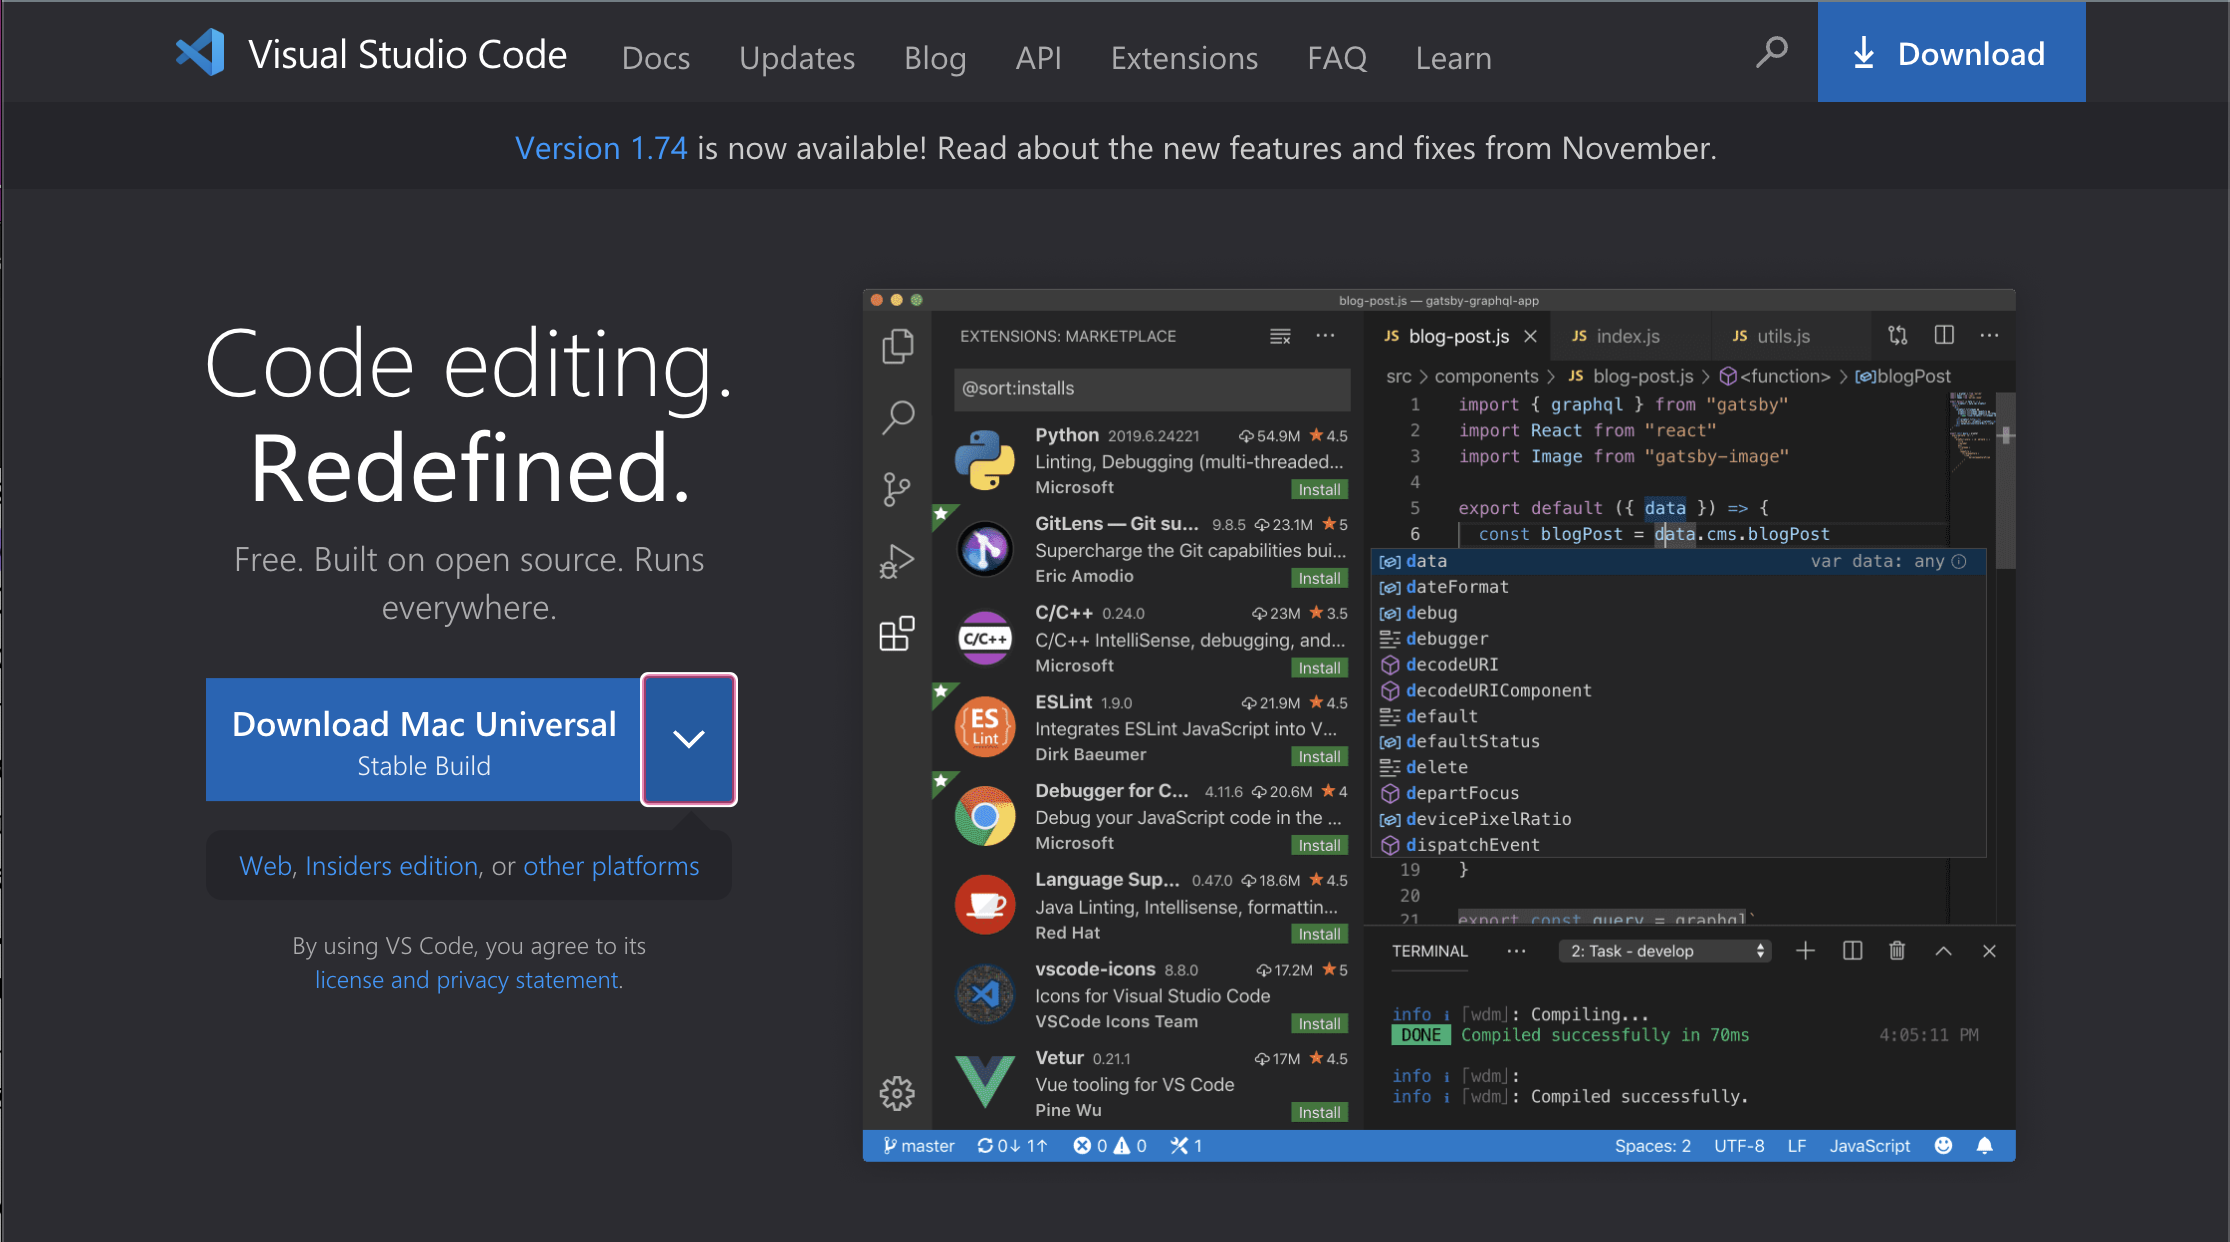 Visual Studio Code Docs Updates Blog API Extensions FAQ Learn Download
Version 1.74 is now available! Read about the new features and fixes from November.
Code editing.
Redefined.
Free. Built on open source. Runs
everywhere.
Download Mac Universal
Stable Build
Web, Insiders edition, or other platforms
By using VS Code, you agree to its
license and privacy statement.
blog-post.js — gatsby-graphql-app
EXTENSIONS: MARKETPLACE
@sort:installs
Python 2019.6.24221 54.9M 4.5
Linting, Debugging (multi-threaded...
Microsoft Install
GitLens — Git su... 9.8.5 23.1M 5
Supercharge the Git capabilities bui...
Eric Amodio Install
C/C++
C/C++ 0.24.0 23M 3.5
C/C++ IntelliSense, debugging, and...
Microsoft Install
ES
Lint
ESLint 1.9.0 21.9M 4.5
Integrates ESLint JavaScript into V...
Dirk Baeumer Install
Debugger for C... 4.11.6 20.6M 4
Debug your JavaScript code in the ...
Microsoft Install
Language Sup... 0.47.0 18.6M 4.5
Java Linting, Intellisense, formattin...
Red Hat Install
vscode-icons 8.8.0 17.2M 5
Icons for Visual Studio Code
VSCode Icons Team Install
Vetur 0.21.1 17M 4.5
Vue tooling for VS Code
Pine Wu Install
JS blog-post.js JS index.js JS utils.js
src > components > JS blog-post.js > <function> > blogPost
1 import { graphql } from "gatsby"
2 import React from "react"
3 import Image from "gatsby-image"
4
5 export default ({ data }) => {
6 const blogPost = data.cms.blogPost
data var data: any
dateFormat
debug
debugger
decodeURI
decodeURIComponent
default
defaultStatus
delete
departFocus
devicePixelRatio
dispatchEvent
19 }
20
21 export const query = graphql`
TERMINAL ... 2: Task - develop
info i ｢wdm｣: Compiling...
DONE Compiled successfully in 70ms 4:05:11 PM
info i ｢wdm｣:
info i ｢wdm｣: Compiled successfully.
master 0↓ 1↑ 0 0 1 Spaces: 2 UTF-8 LF JavaScript